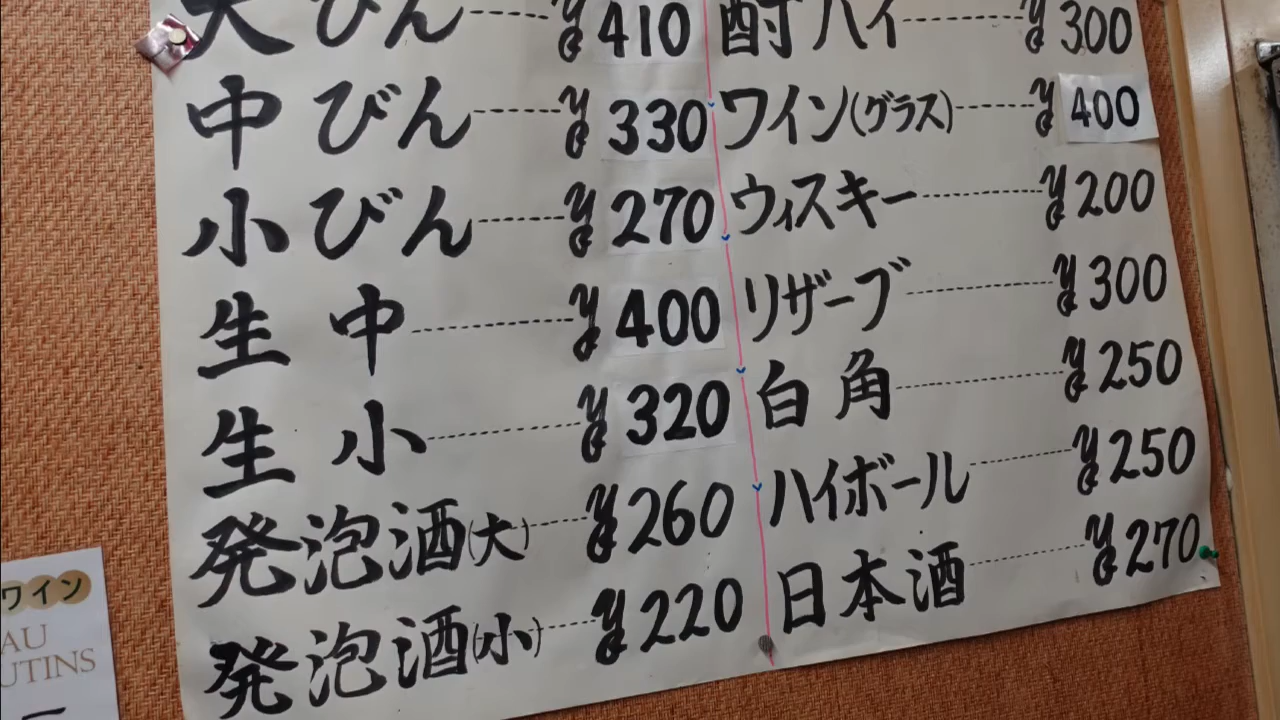 大びん ¥410
中びん ¥330
小びん ¥270
生中 ¥400
生小 ¥320
発泡酒(大) ¥260
発泡酒(小) ¥220
酎ハイ ¥300
ワイン(グラス) ¥400
ウィスキー ¥200
リザーブ ¥300
白角 ¥250
ハイボール ¥250
日本酒 ¥270
ワイン
AU
UTINS